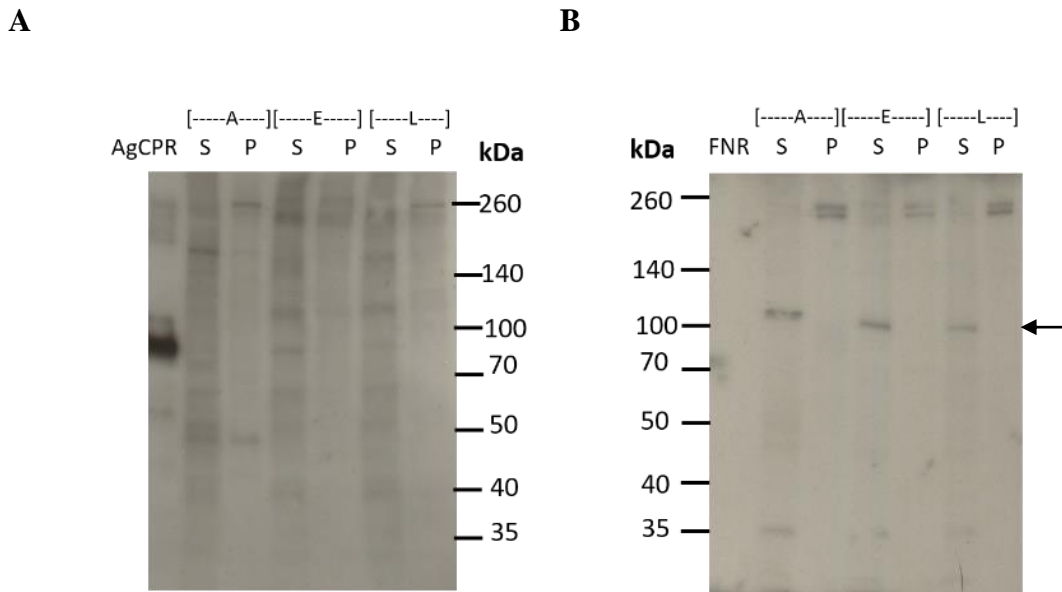 A
[-----A----][-----E-----] [-----L----]
AgCPR S P S P S P kDa
260
140
100
70
50
40
35
B
[-----A----][-----E-----] [-----L----]
kDa FNR S P S P S P
260
140
100
70
50
40
35